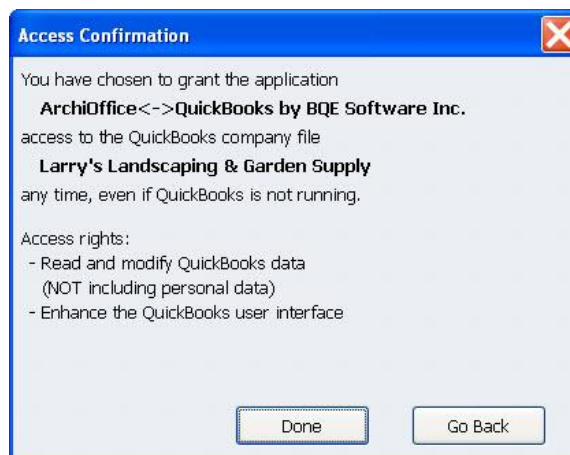 Access Confirmation
You have chosen to grant the application
ArchiOffice<->QuickBooks by BQE Software Inc.
access to the QuickBooks company file
Larry's Landscaping & Garden Supply
any time, even if QuickBooks is not running.
Access rights:
- Read and modify QuickBooks data
(NOT including personal data)
- Enhance the QuickBooks user interface
Done Go Back